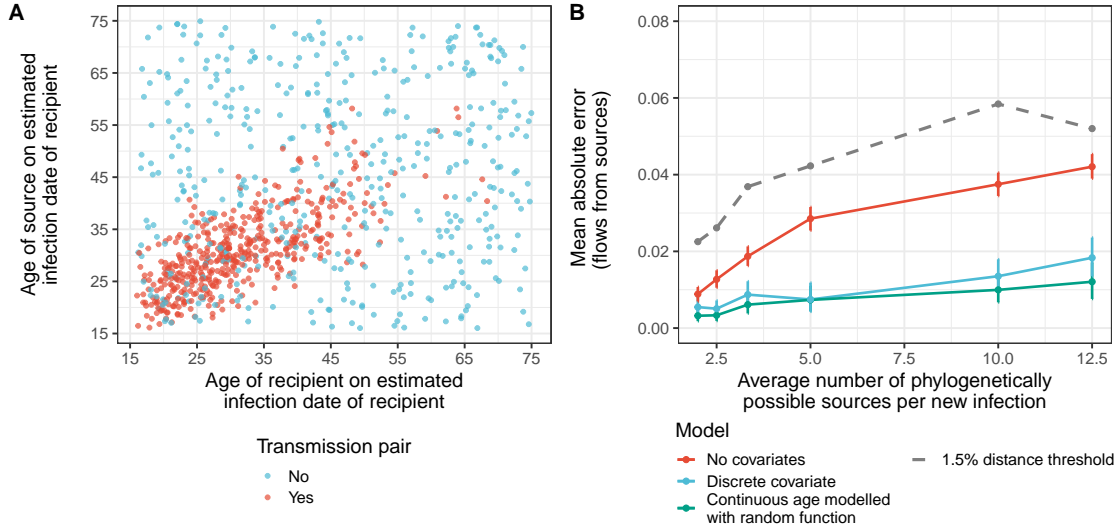 A
Age of source on estimated
infection date of recipient
75
65
55
45
35
25
15
15
25
35
45
55
65
75
Age of recipient on estimated
infection date of recipient
Transmission pair
No
Yes
B
Mean absolute error
(flows from sources)
0.08
0.06
0.04
0.02
0.00
2.5
5.0
7.5
10.0
12.5
Average number of phylogenetically
possible sources per new infection
Model
No covariates
Discrete covariate
Continuous age modelled
with random function
1.5% distance threshold